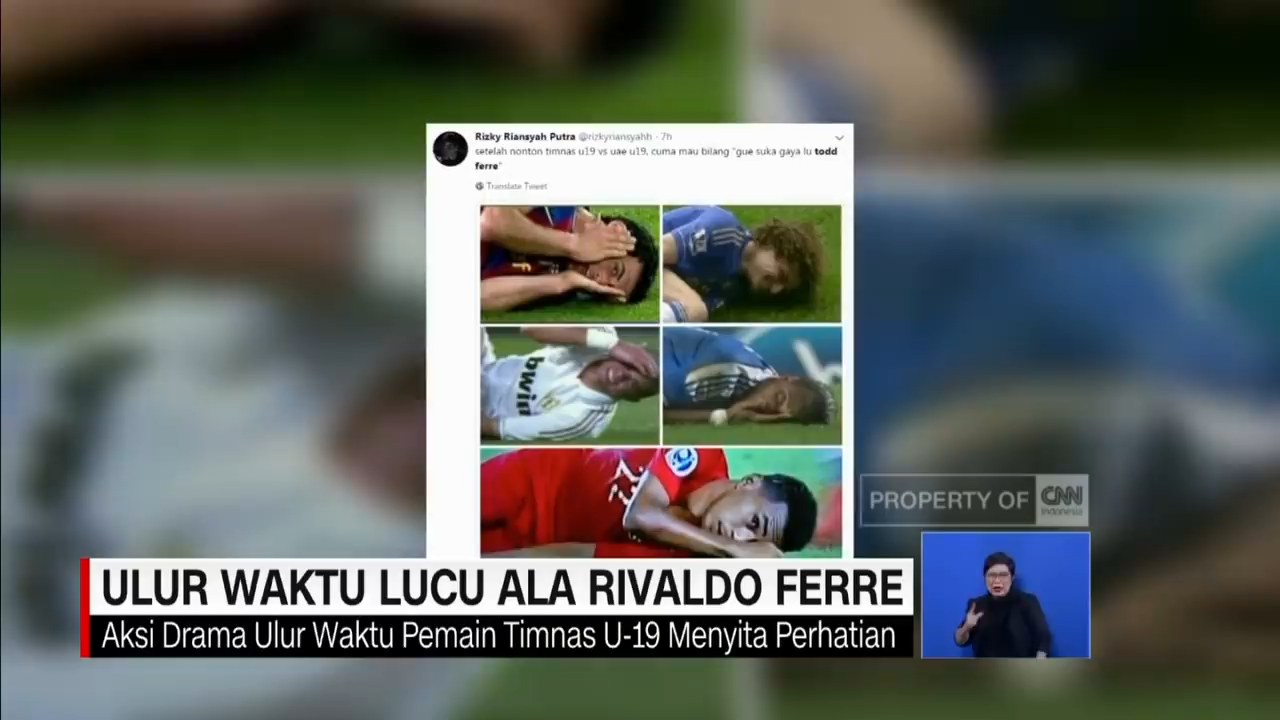 Rizky Riansyah Putra @rizkyriansyahh · 7h
setelah nonton timnas u19 vs uae u19, cuma mau bilang "gue suka gaya lu todd
ferre"
Translate Tweet
bwin
27
PROPERTY OF CNN
Indonesia
ULUR WAKTU LUCU ALA RIVALDO FERRE
Aksi Drama Ulur Waktu Pemain Timnas U-19 Menyita Perhatian